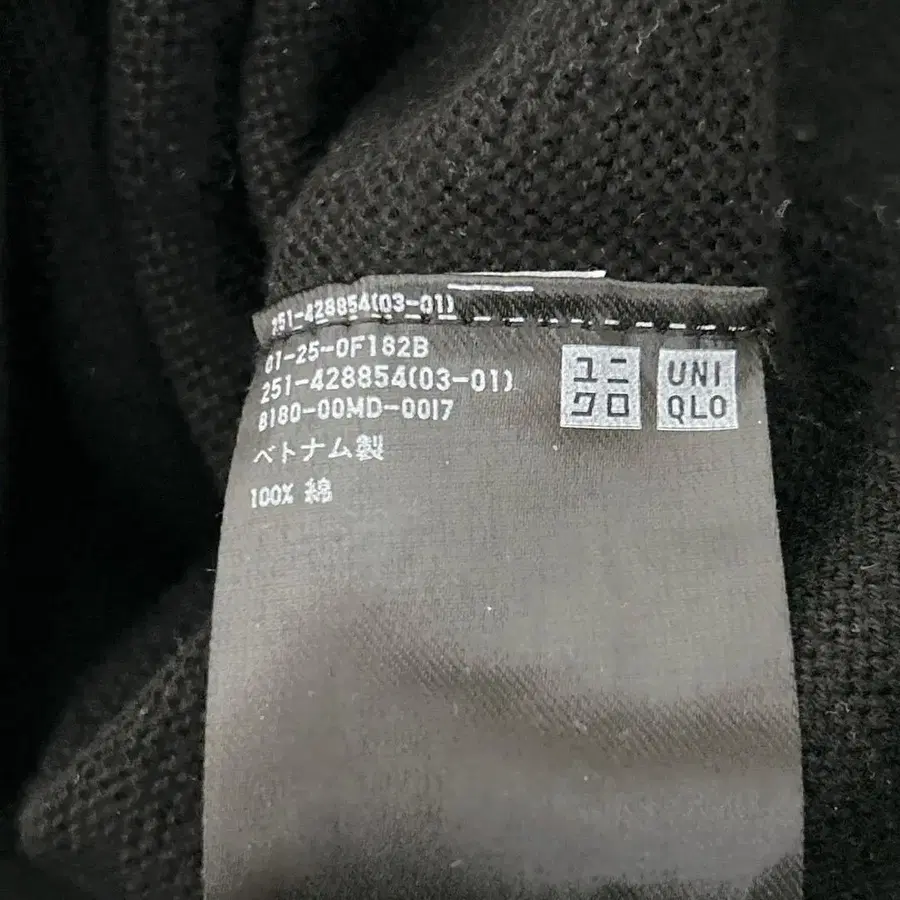 251-428854(03-01)
01-25-0F182B
251-428854(03-01)
8180-00MD-0017
ベトナム製
100% 綿
ユニ
クロ
UNI
QLO